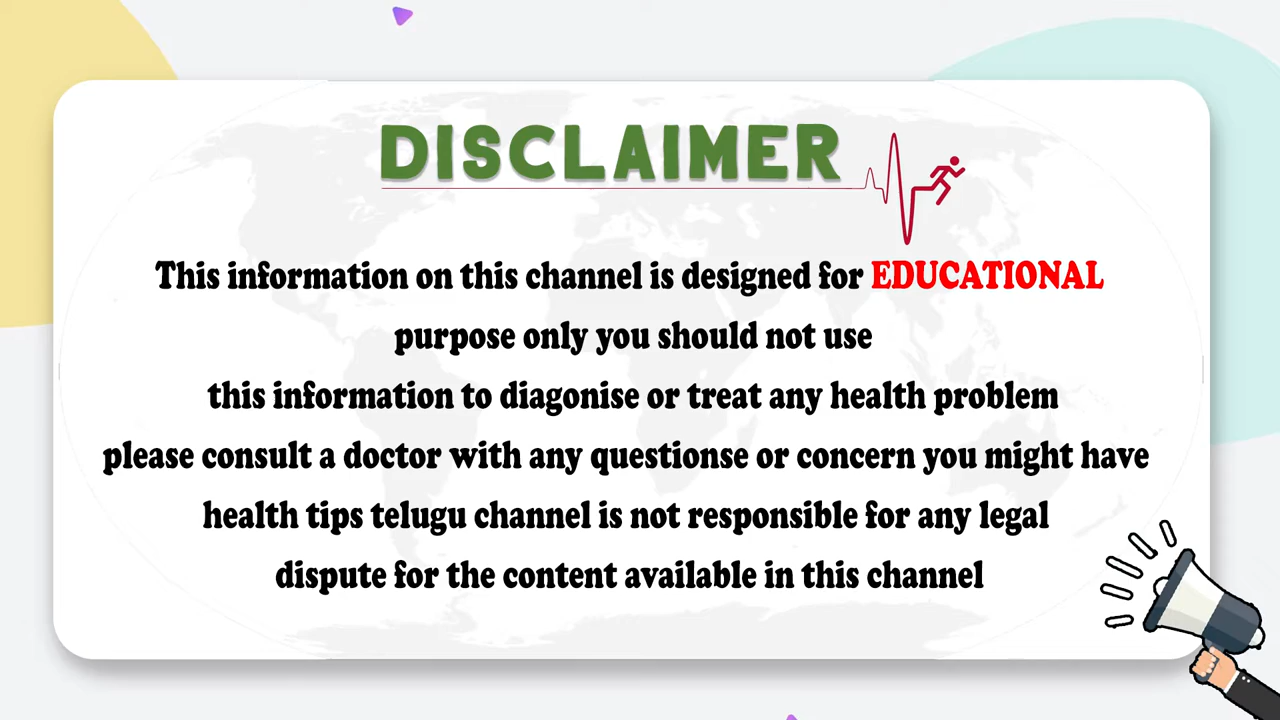 DISCLAIMER
This information on this channel is designed for EDUCATIONAL
purpose only you should not use
this information to diagonise or treat any health problem
please consult a doctor with any questionse or concern you might have
health tips telugu channel is not responsible for any legal
dispute for the content available in this channel